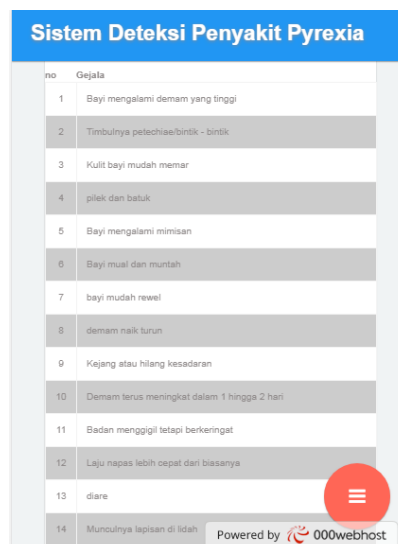 Sistem Deteksi Penyakit Pyrexia
no Gejala
1 Bayi mengalami demam yang tinggi
2 Timbulnya petechiae/bintik - bintik
3 Kulit bayi mudah memar
4 pilek dan batuk
5 Bayi mengalami mimisan
6 Bayi mual dan muntah
7 bayi mudah rewel
8 demam naik turun
9 Kejang atau hilang kesadaran
10 Demam terus meningkat dalam 1 hingga 2 hari
11 Badan menggigil tetapi berkeringat
12 Laju napas lebih cepat dari biasanya
13 diare
14 Munculnya lapisan di lidah
Powered by 000webhost